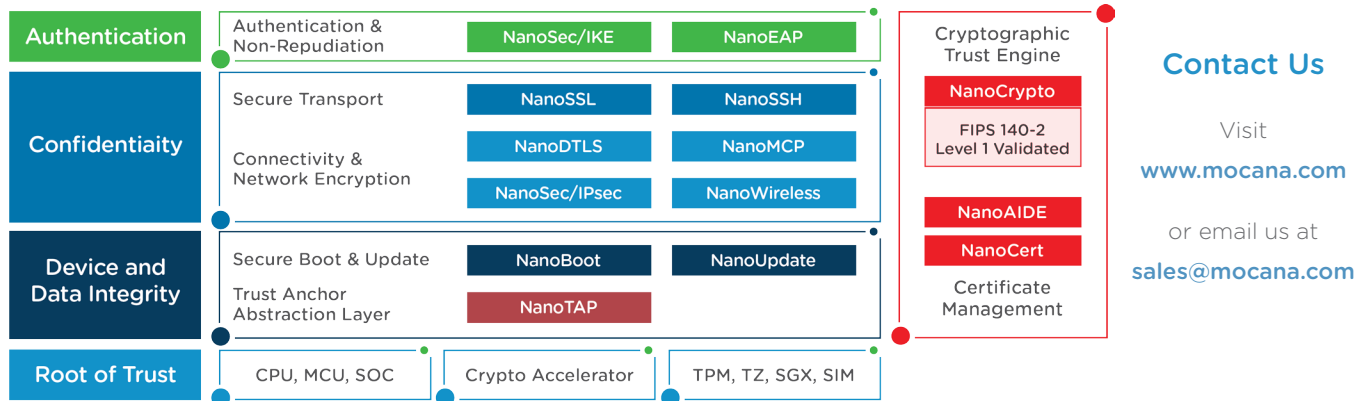 Authentication
Authentication &
Non-Repudiation
NanoSec/IKE
NanoEAP
Confidentiaity
Secure Transport
NanoSSL
NanoSSH
Connectivity &
Network Encryption
NanoDTLS
NanoMCP
NanoSec/IPsec
NanoWireless
Device and
Data Integrity
Secure Boot & Update
NanoBoot
NanoUpdate
Trust Anchor
Abstraction Layer
NanoTAP
Root of Trust
CPU, MCU, SOC
Crypto Accelerator
TPM, TZ, SGX, SIM
Cryptographic
Trust Engine
NanoCrypto
FIPS 140-2
Level 1 Validated
NanoAIDE
NanoCert
Certificate
Management
Contact Us
Visit
www.mocana.com
or email us at
sales@mocana.com